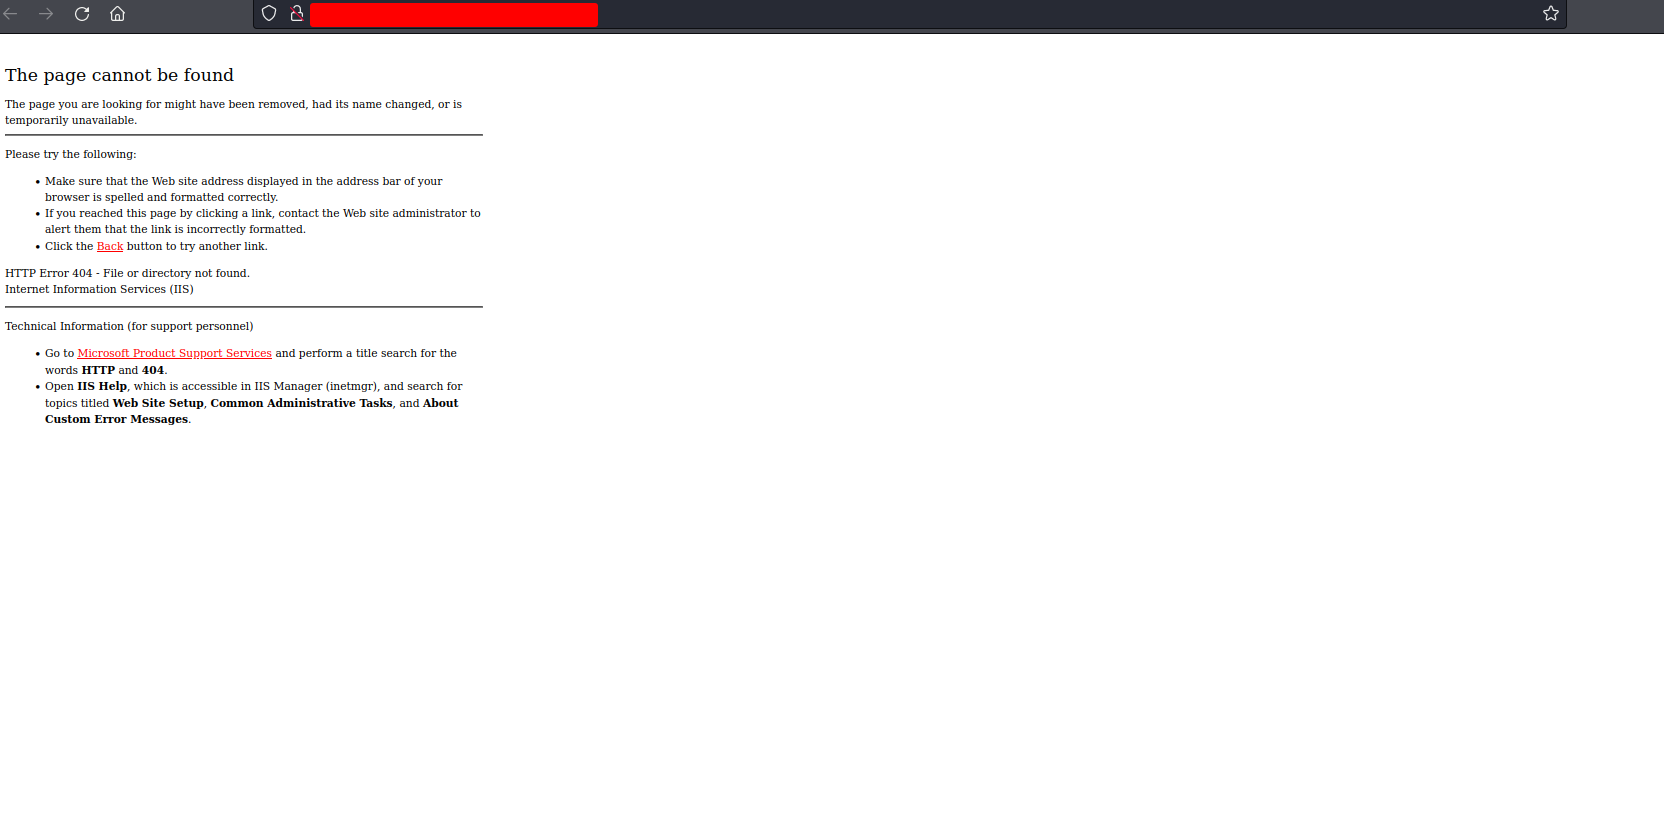 The page cannot be found
The page you are looking for might have been removed, had its name changed, or is
temporarily unavailable.
Please try the following:
• Make sure that the Web site address displayed in the address bar of your
browser is spelled and formatted correctly.
• If you reached this page by clicking a link, contact the Web site administrator to
alert them that the link is incorrectly formatted.
• Click the Back button to try another link.
HTTP Error 404 - File or directory not found.
Internet Information Services (IIS)
Technical Information (for support personnel)
• Go to Microsoft Product Support Services and perform a title search for the
words HTTP and 404.
• Open IIS Help, which is accessible in IIS Manager (inetmgr), and search for
topics titled Web Site Setup, Common Administrative Tasks, and About
Custom Error Messages.